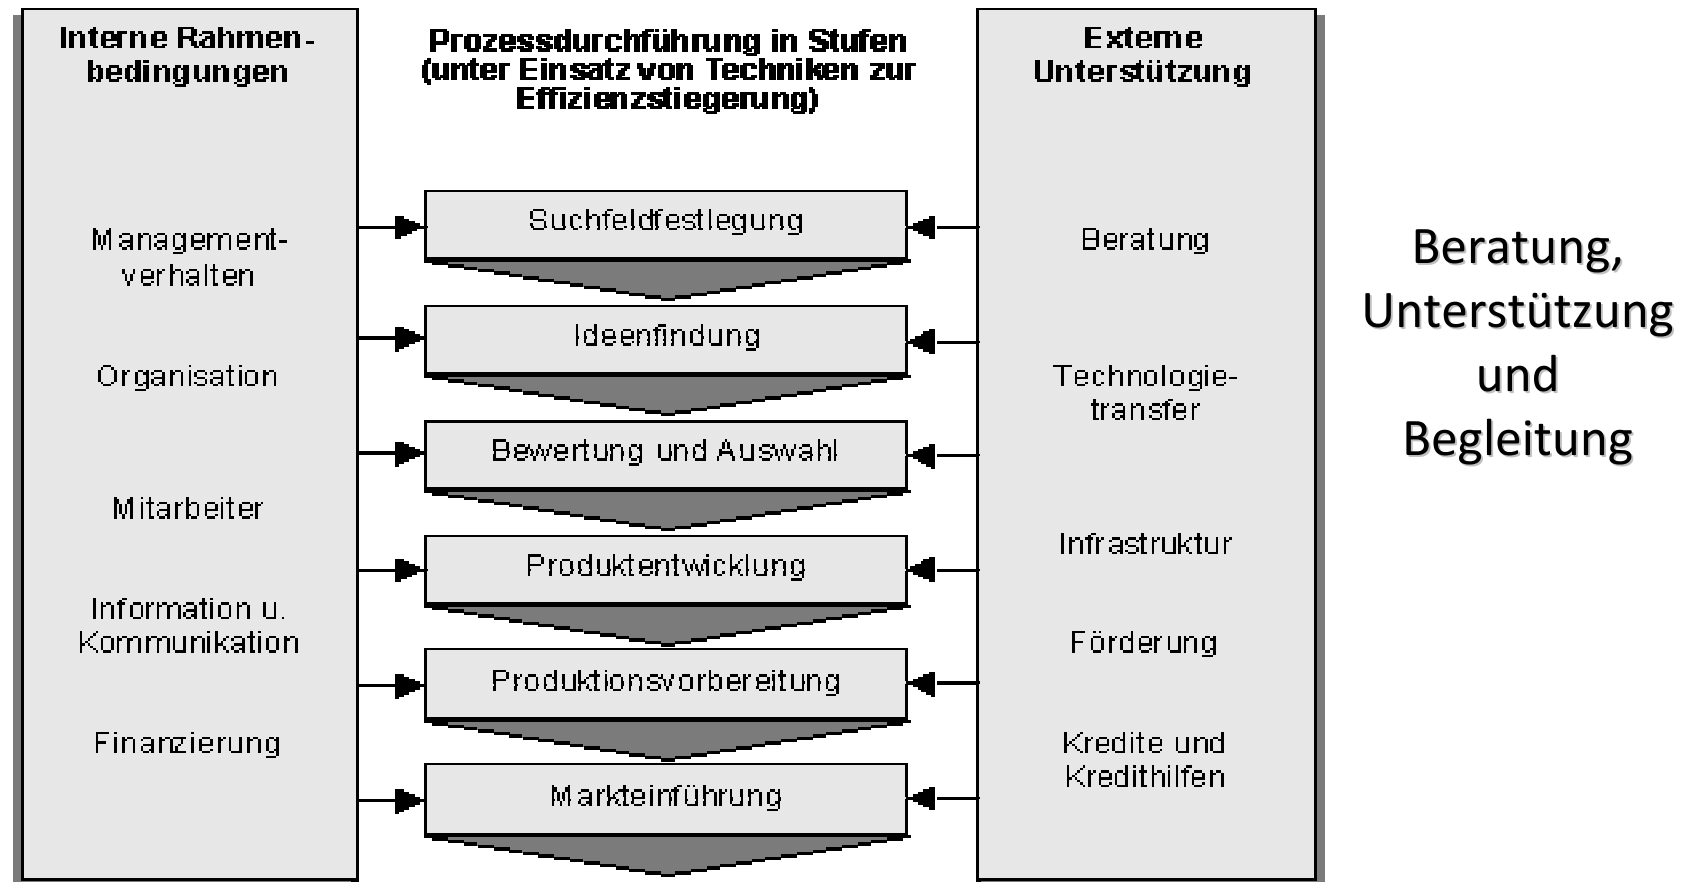 Interne Rahmen-
bedingungen
Management-
verhalten
Organisation
Mitarbeiter
Information u.
Kommunikation
Finanzierung
Prozessdurchführung in Stufen
(unter Einsatz von Techniken zur
Effizienzstiegerung)
Suchfeldfestlegung
Ideenfindung
Bewertung und Auswahl
Produktentwicklung
Produktionsvorbereitung
Markteinführung
Externe
Unterstützung
Beratung
Technologie-
transfer
Infrastruktur
Förderung
Kredite und
Kredithilfen
Beratung,
Unterstützung
und
Begleitung